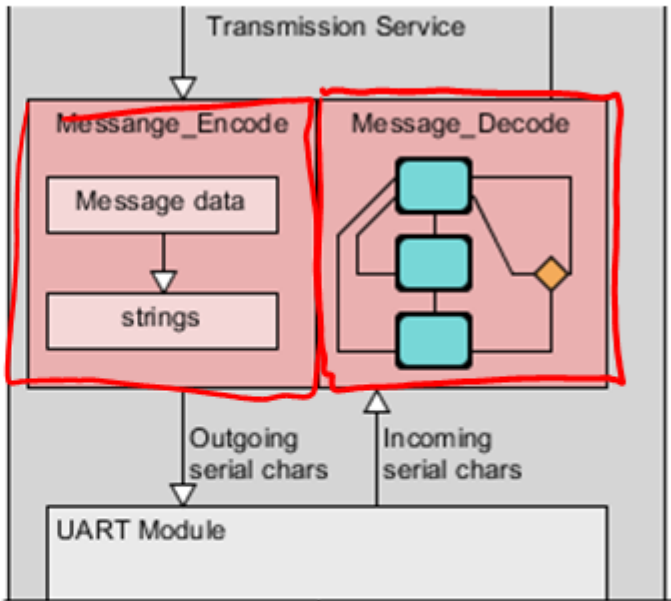 Transmission Service
Messange_Encode
Message_Decode
Message data
strings
Outgoing
serial chars
Incoming
serial chars
UART Module